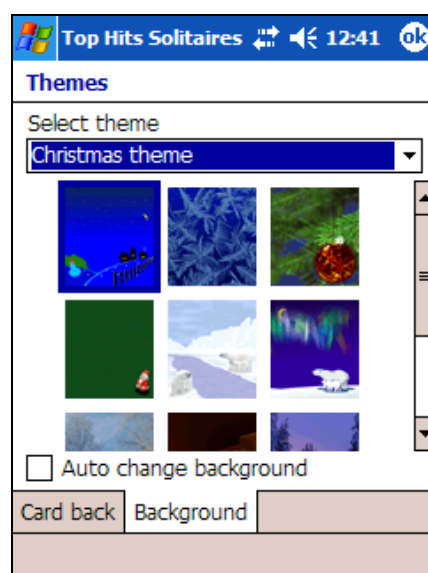 Top Hits Solitaires 12:41 ok
Themes
Select theme
Christmas theme
Auto change background
Card back Background